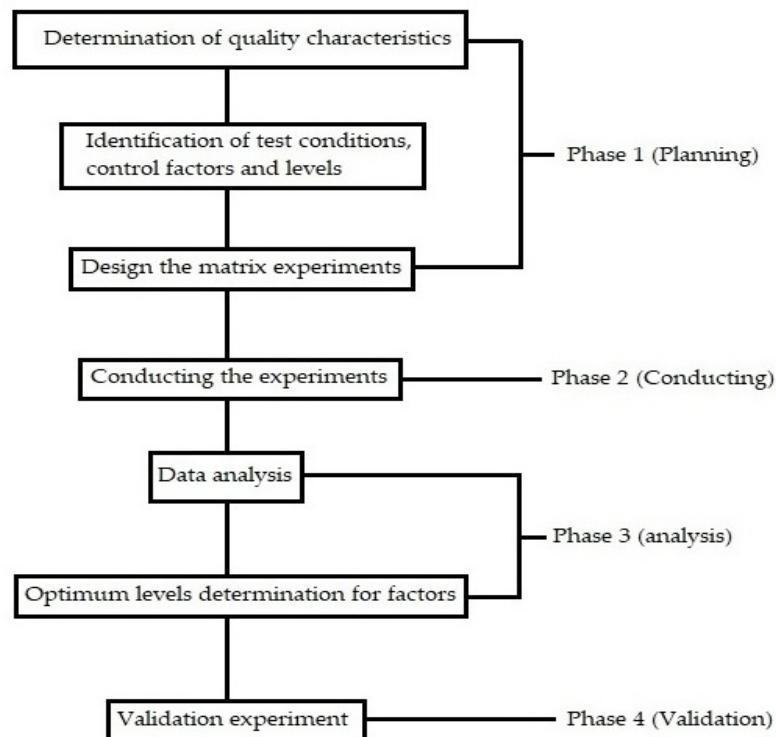 Determination of quality characteristics
Identification of test conditions,
control factors and levels
Phase 1 (Planning)
Design the matrix experiments
Conducting the experiments
Phase 2 (Conducting)
Data analysis
Phase 3 (analysis)
Optimum levels determination for factors
Validation experiment
Phase 4 (Validation)